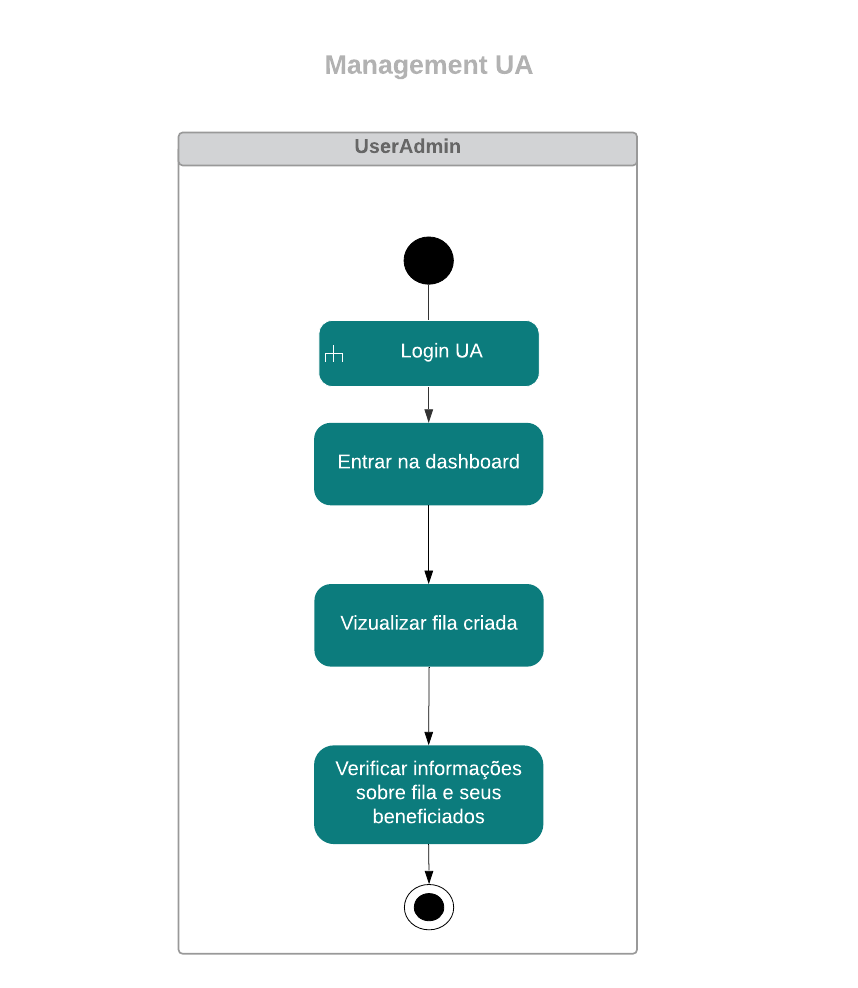 Management UA
UserAdmin
Login UA
Entrar na dashboard
Vizualizar fila criada
Verificar informações
sobre fila e seus
beneficiados